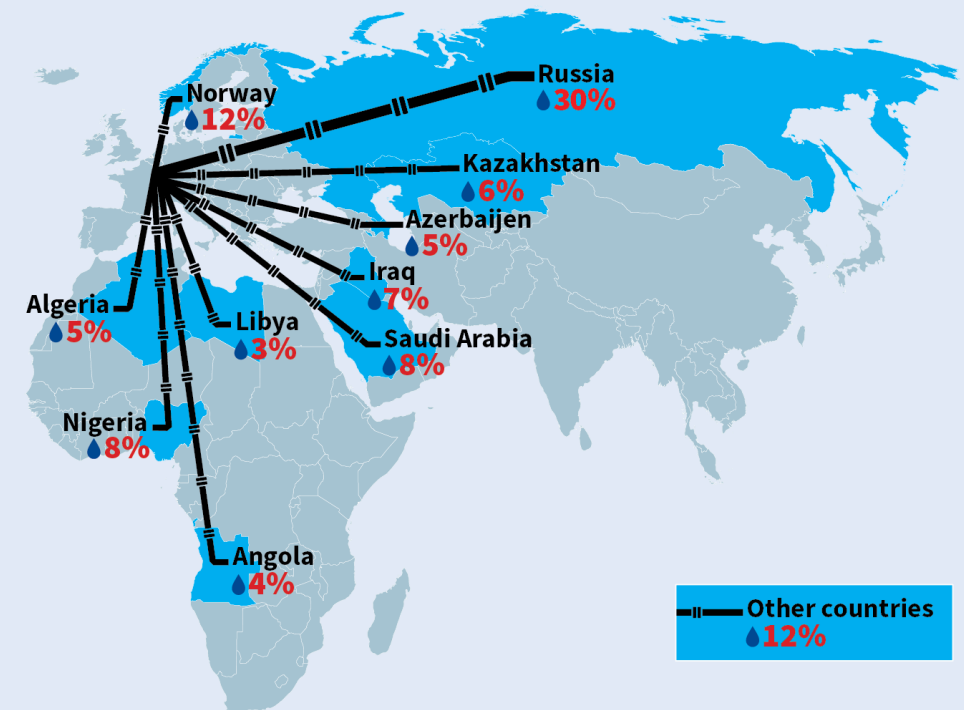 Russia
30%
Norway
12%
Kazakhstan
6%
Azerbaijen
5%
Iraq
7%
Algeria
5%
Libya
3%
Saudi Arabia
8%
Nigeria
8%
Angola
4%
Other countries
12%